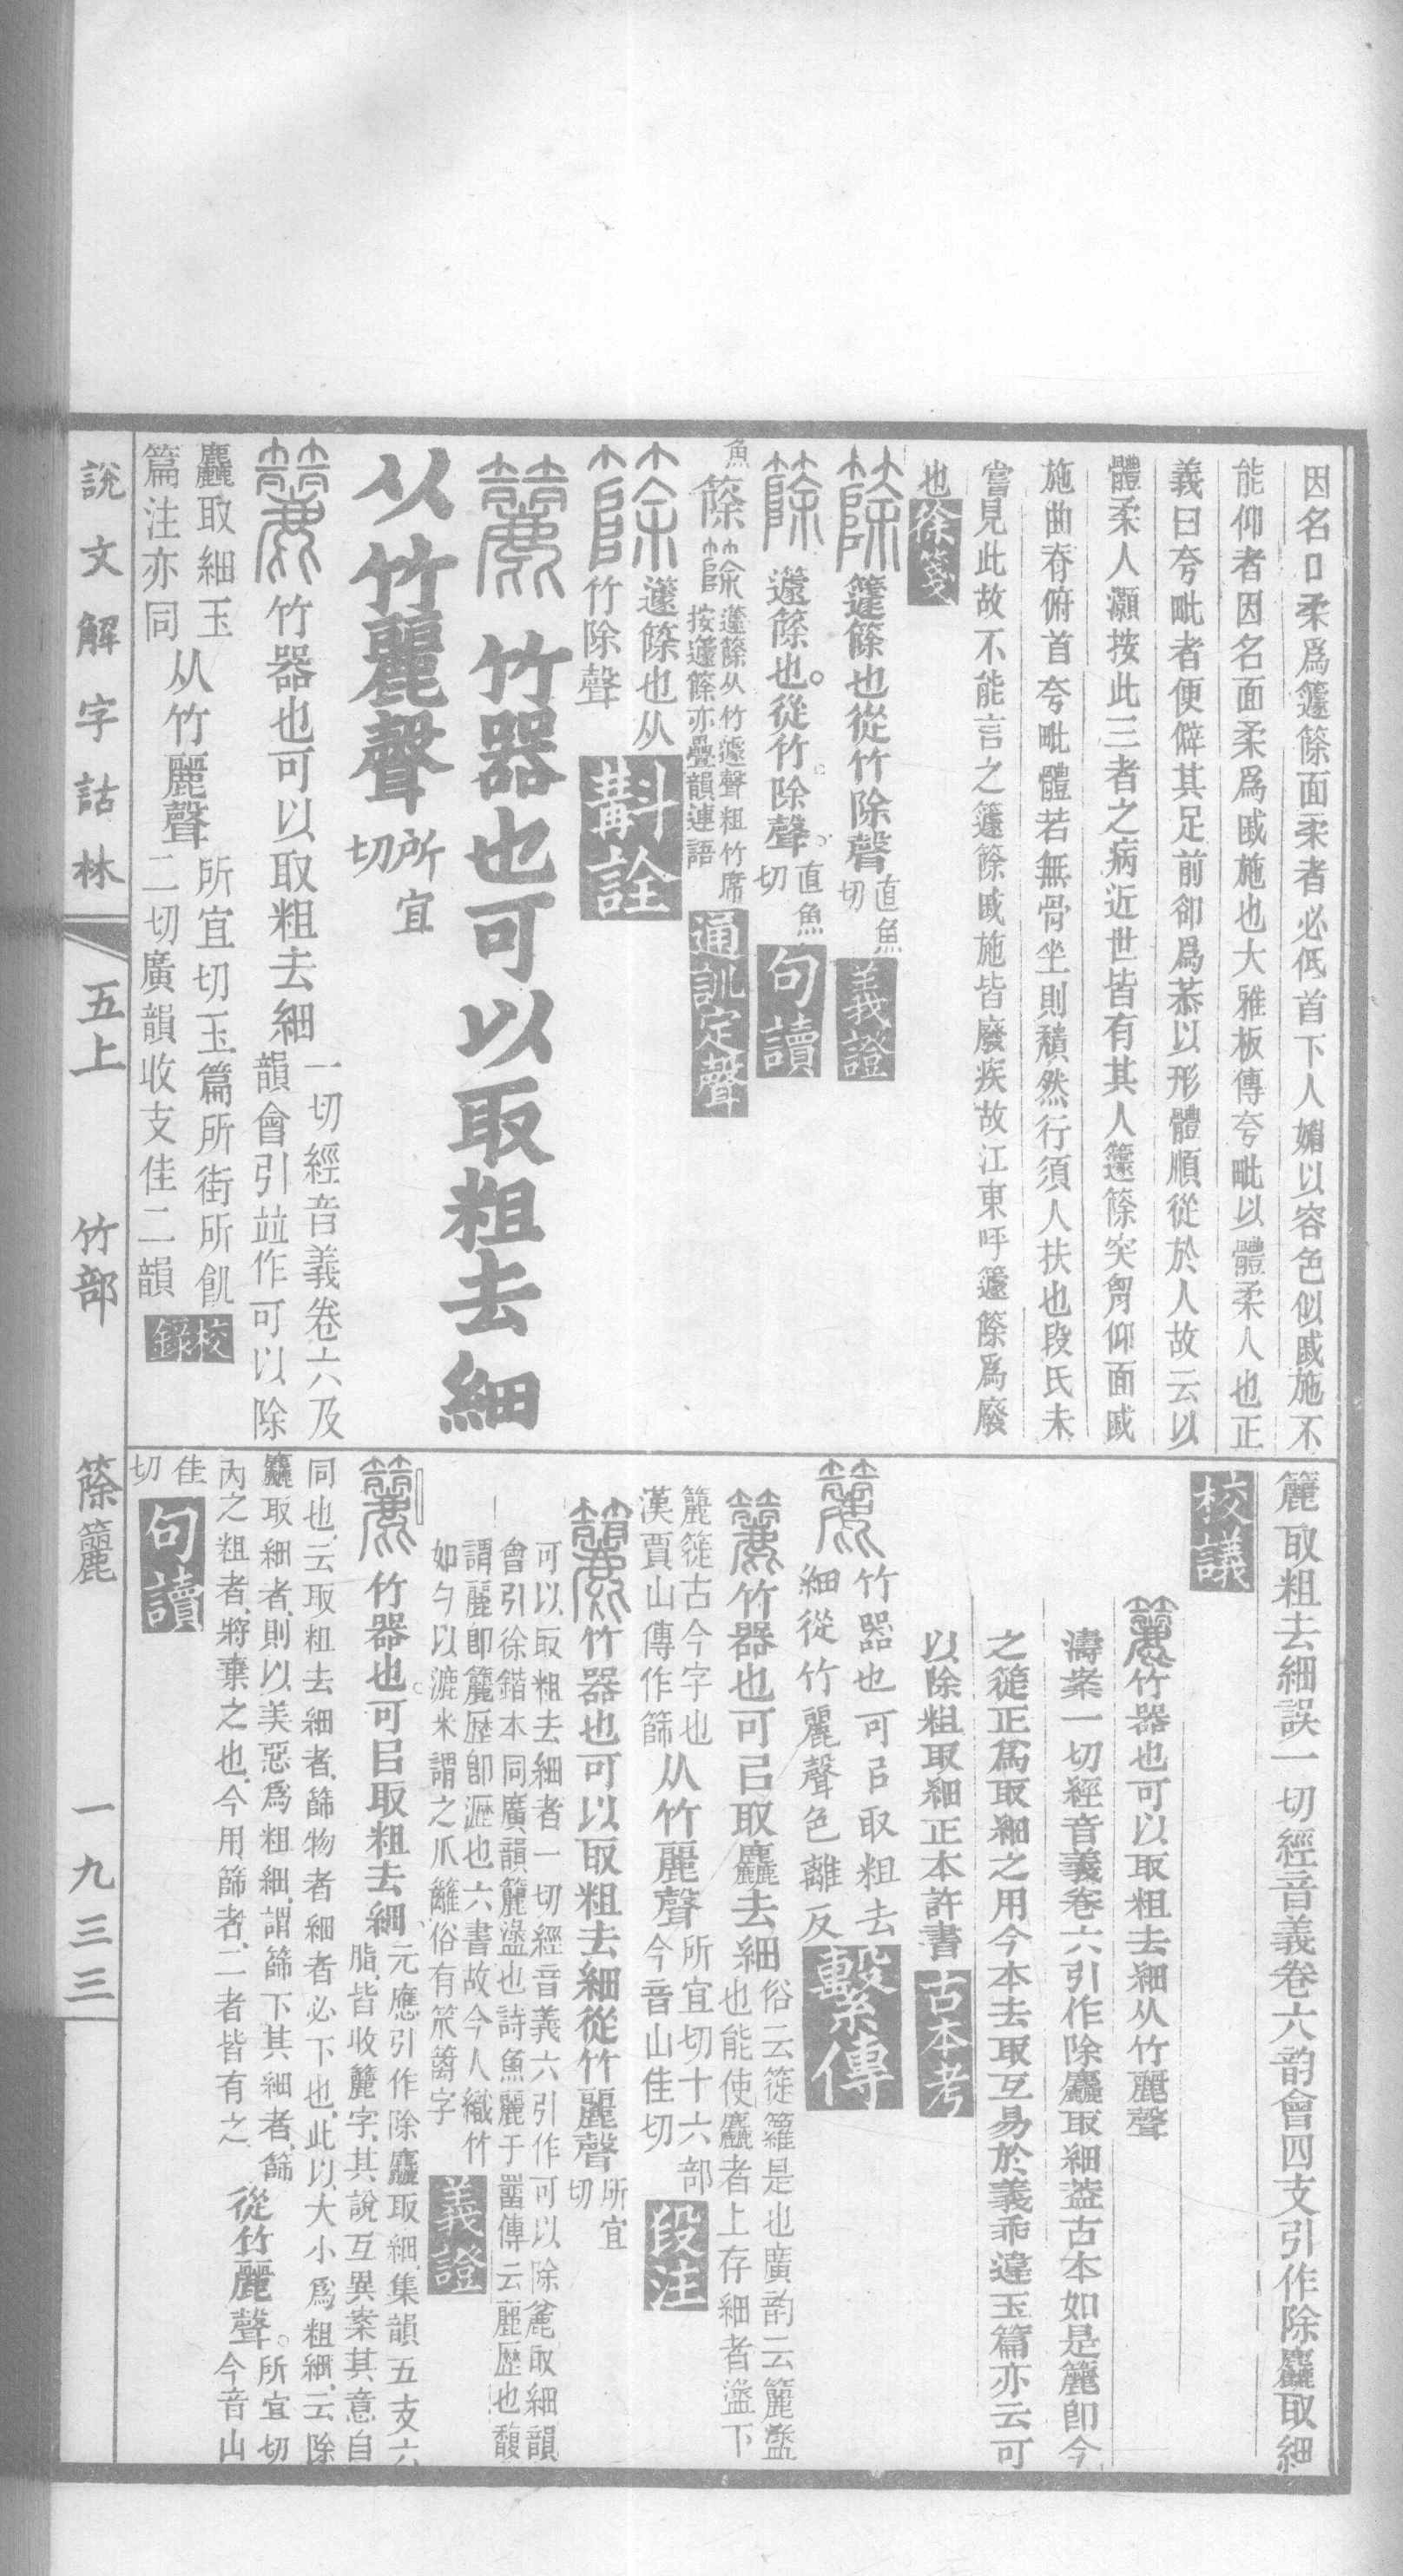 因名口柔爲籧篨面柔者必低首下人媚以容色似戚施不
能仰者因名面柔爲戚施也大雅板傳夸毗以體柔人也正
義曰夸毗者便僻其足前卻爲恭以形體順從於人故云以
體柔人灝按此三者之病近世皆有其人籧篨突胷仰面戚
施曲脊俯首夸毗體若無骨坐則積然行須人扶也段氏未
嘗見此故不能言之籧篨戚施皆廢疾故江東呼籧篨爲廢
也徐箋
篨籧篨也從竹除聲直魚切義證
篨籧篨也從竹除聲直魚切句讀
魚篨籧篨从竹遽聲粗竹席
按籧篨亦疊韻連語通訓定聲
篨籧篨也从
竹除聲斠詮
簏竹器也可以取粗去細
从竹麗聲所宜切
竹器也可以取粗去細一切經音義卷六及
韻會引竝作可以除
麤取細玉
篇注亦同从竹麗聲所宜切玉篇所街所飢
二切廣韻收支佳二韻校錄
籭取粗去細誤一切經音義卷六韵會四支引作除麤取細
校議
籭竹器也可以取粗去細从竹麗聲
濤案一切經音義卷六引作除麤取細葢古本如是籭卽今
之簁正爲取細之用今本去取互易於義乖違玉篇亦云可
以除粗取細正本許書古本考
籭竹器也可㠯取粗去
細從竹麗聲色離反繫傳
籭竹器也可㠯取麤去細俗云簁籮是也廣韵云籭盪
也能使麤者上存細者盪下
籭簁古今字也
漢賈山傳作篩从竹麗聲所宜切十六部
今音山佳切段注
籭竹器也可以取粗去細從竹麗聲所宜切
可以取粗去細者一切經音義六引作可以除麄取細韻
會引徐鍇本同廣韻籭盪也詩魚麗于罶傳云麗歷也馥
謂麗卽籭歷卽瀝也六書故今人織竹
如勺以漉米謂之爪籬俗有笊篱字義證
籭竹器也可㠯取粗去細元應引作除麤取細集韻五支六
脂皆收籭字其說互異案其意自
同也云取粗去細者篩物者細者必下也此以大小爲粗細云除
麤取細者則以美惡爲粗細謂篩下其細者篩
內之粗者將棄之也今用篩者二者皆有之從竹麗聲所宜切
今音山
佳切句讀
說文解字詁林
五上
竹部
篨籭
一九三三